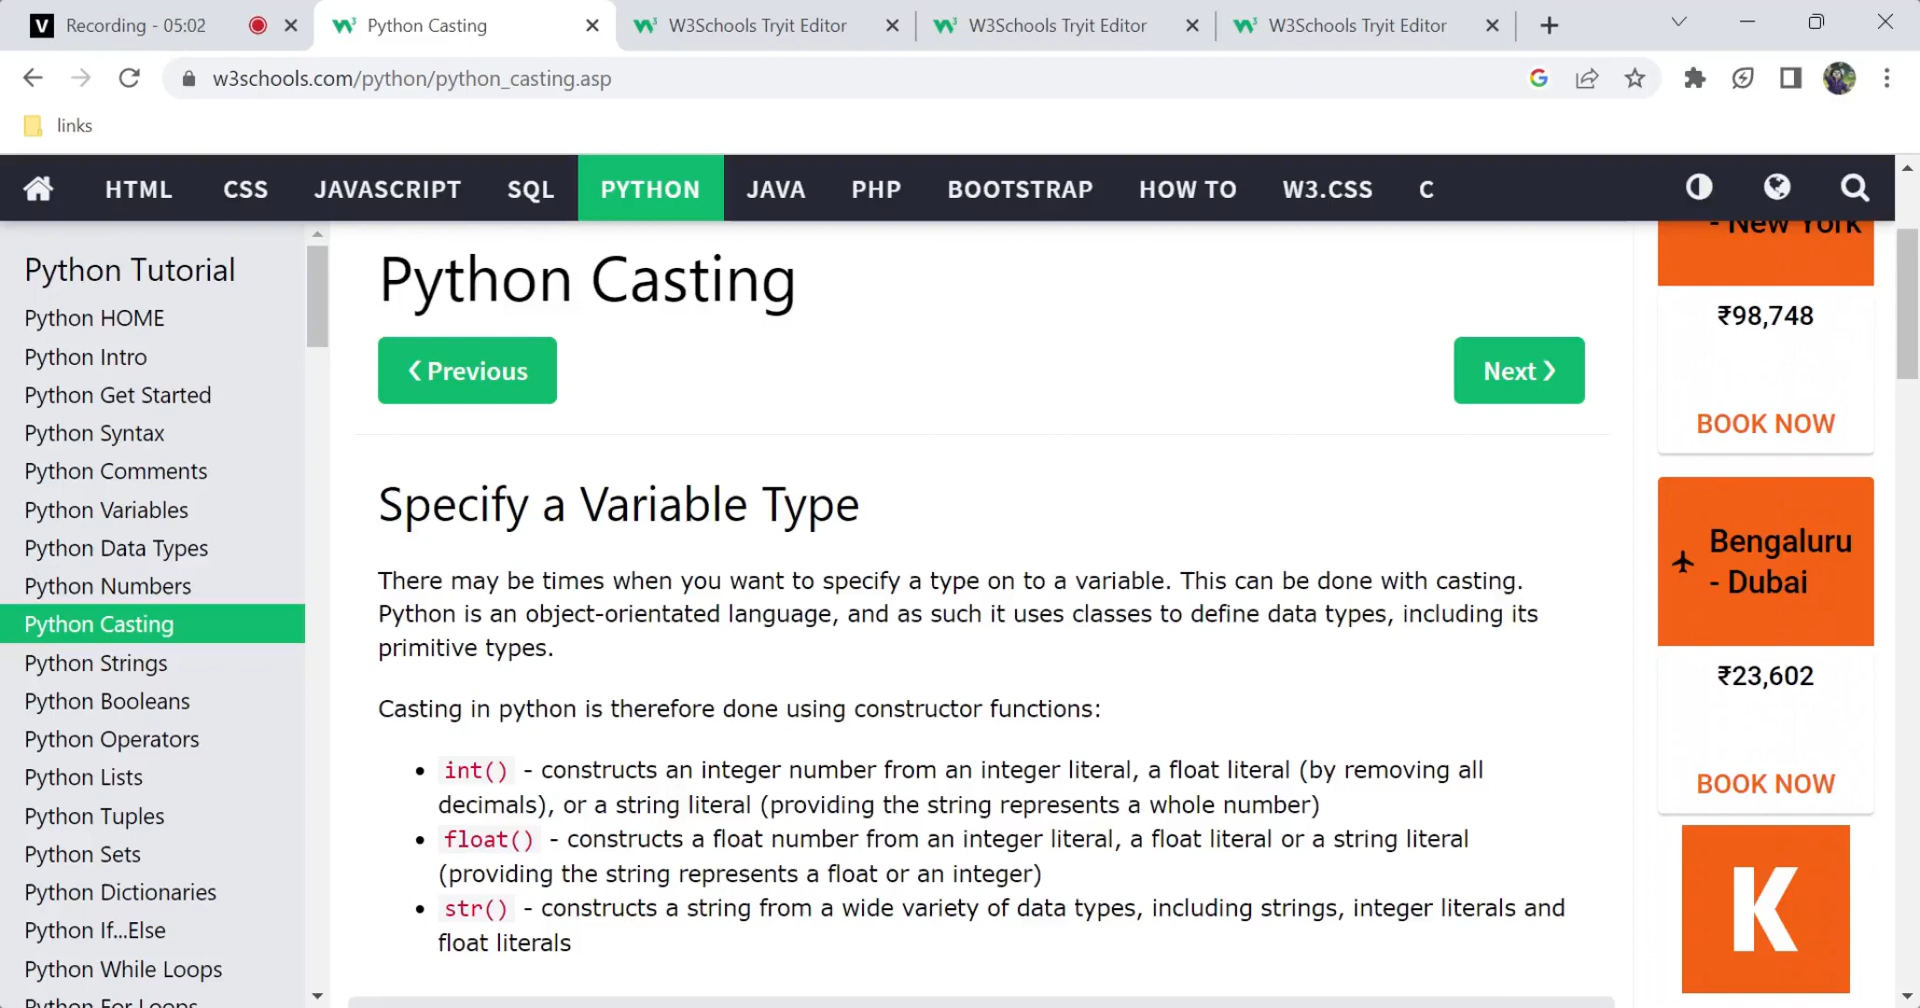 Recording - 05:02
Python Casting
W3Schools Tryit Editor
W3Schools Tryit Editor
W3Schools Tryit Editor
w3schools.com/python/python_casting.asp
links
HTML CSS JAVASCRIPT SQL PYTHON JAVA PHP BOOTSTRAP HOW TO W3.CSS C
Python Tutorial
Python HOME
Python Intro
Python Get Started
Python Syntax
Python Comments
Python Variables
Python Data Types
Python Numbers
Python Casting
Python Strings
Python Booleans
Python Operators
Python Lists
Python Tuples
Python Sets
Python Dictionaries
Python If...Else
Python While Loops
Python For Loops
Python Casting
❮ Previous
Next ❯
Specify a Variable Type
There may be times when you want to specify a type on to a variable. This can be done with casting.
Python is an object-orientated language, and as such it uses classes to define data types, including its
primitive types.
Casting in python is therefore done using constructor functions:
• int() - constructs an integer number from an integer literal, a float literal (by removing all
decimals), or a string literal (providing the string represents a whole number)
• float() - constructs a float number from an integer literal, a float literal or a string literal
(providing the string represents a float or an integer)
• str() - constructs a string from a wide variety of data types, including strings, integer literals and
float literals
- New York
₹98,748
BOOK NOW
Bengaluru
- Dubai
₹23,602
BOOK NOW
K